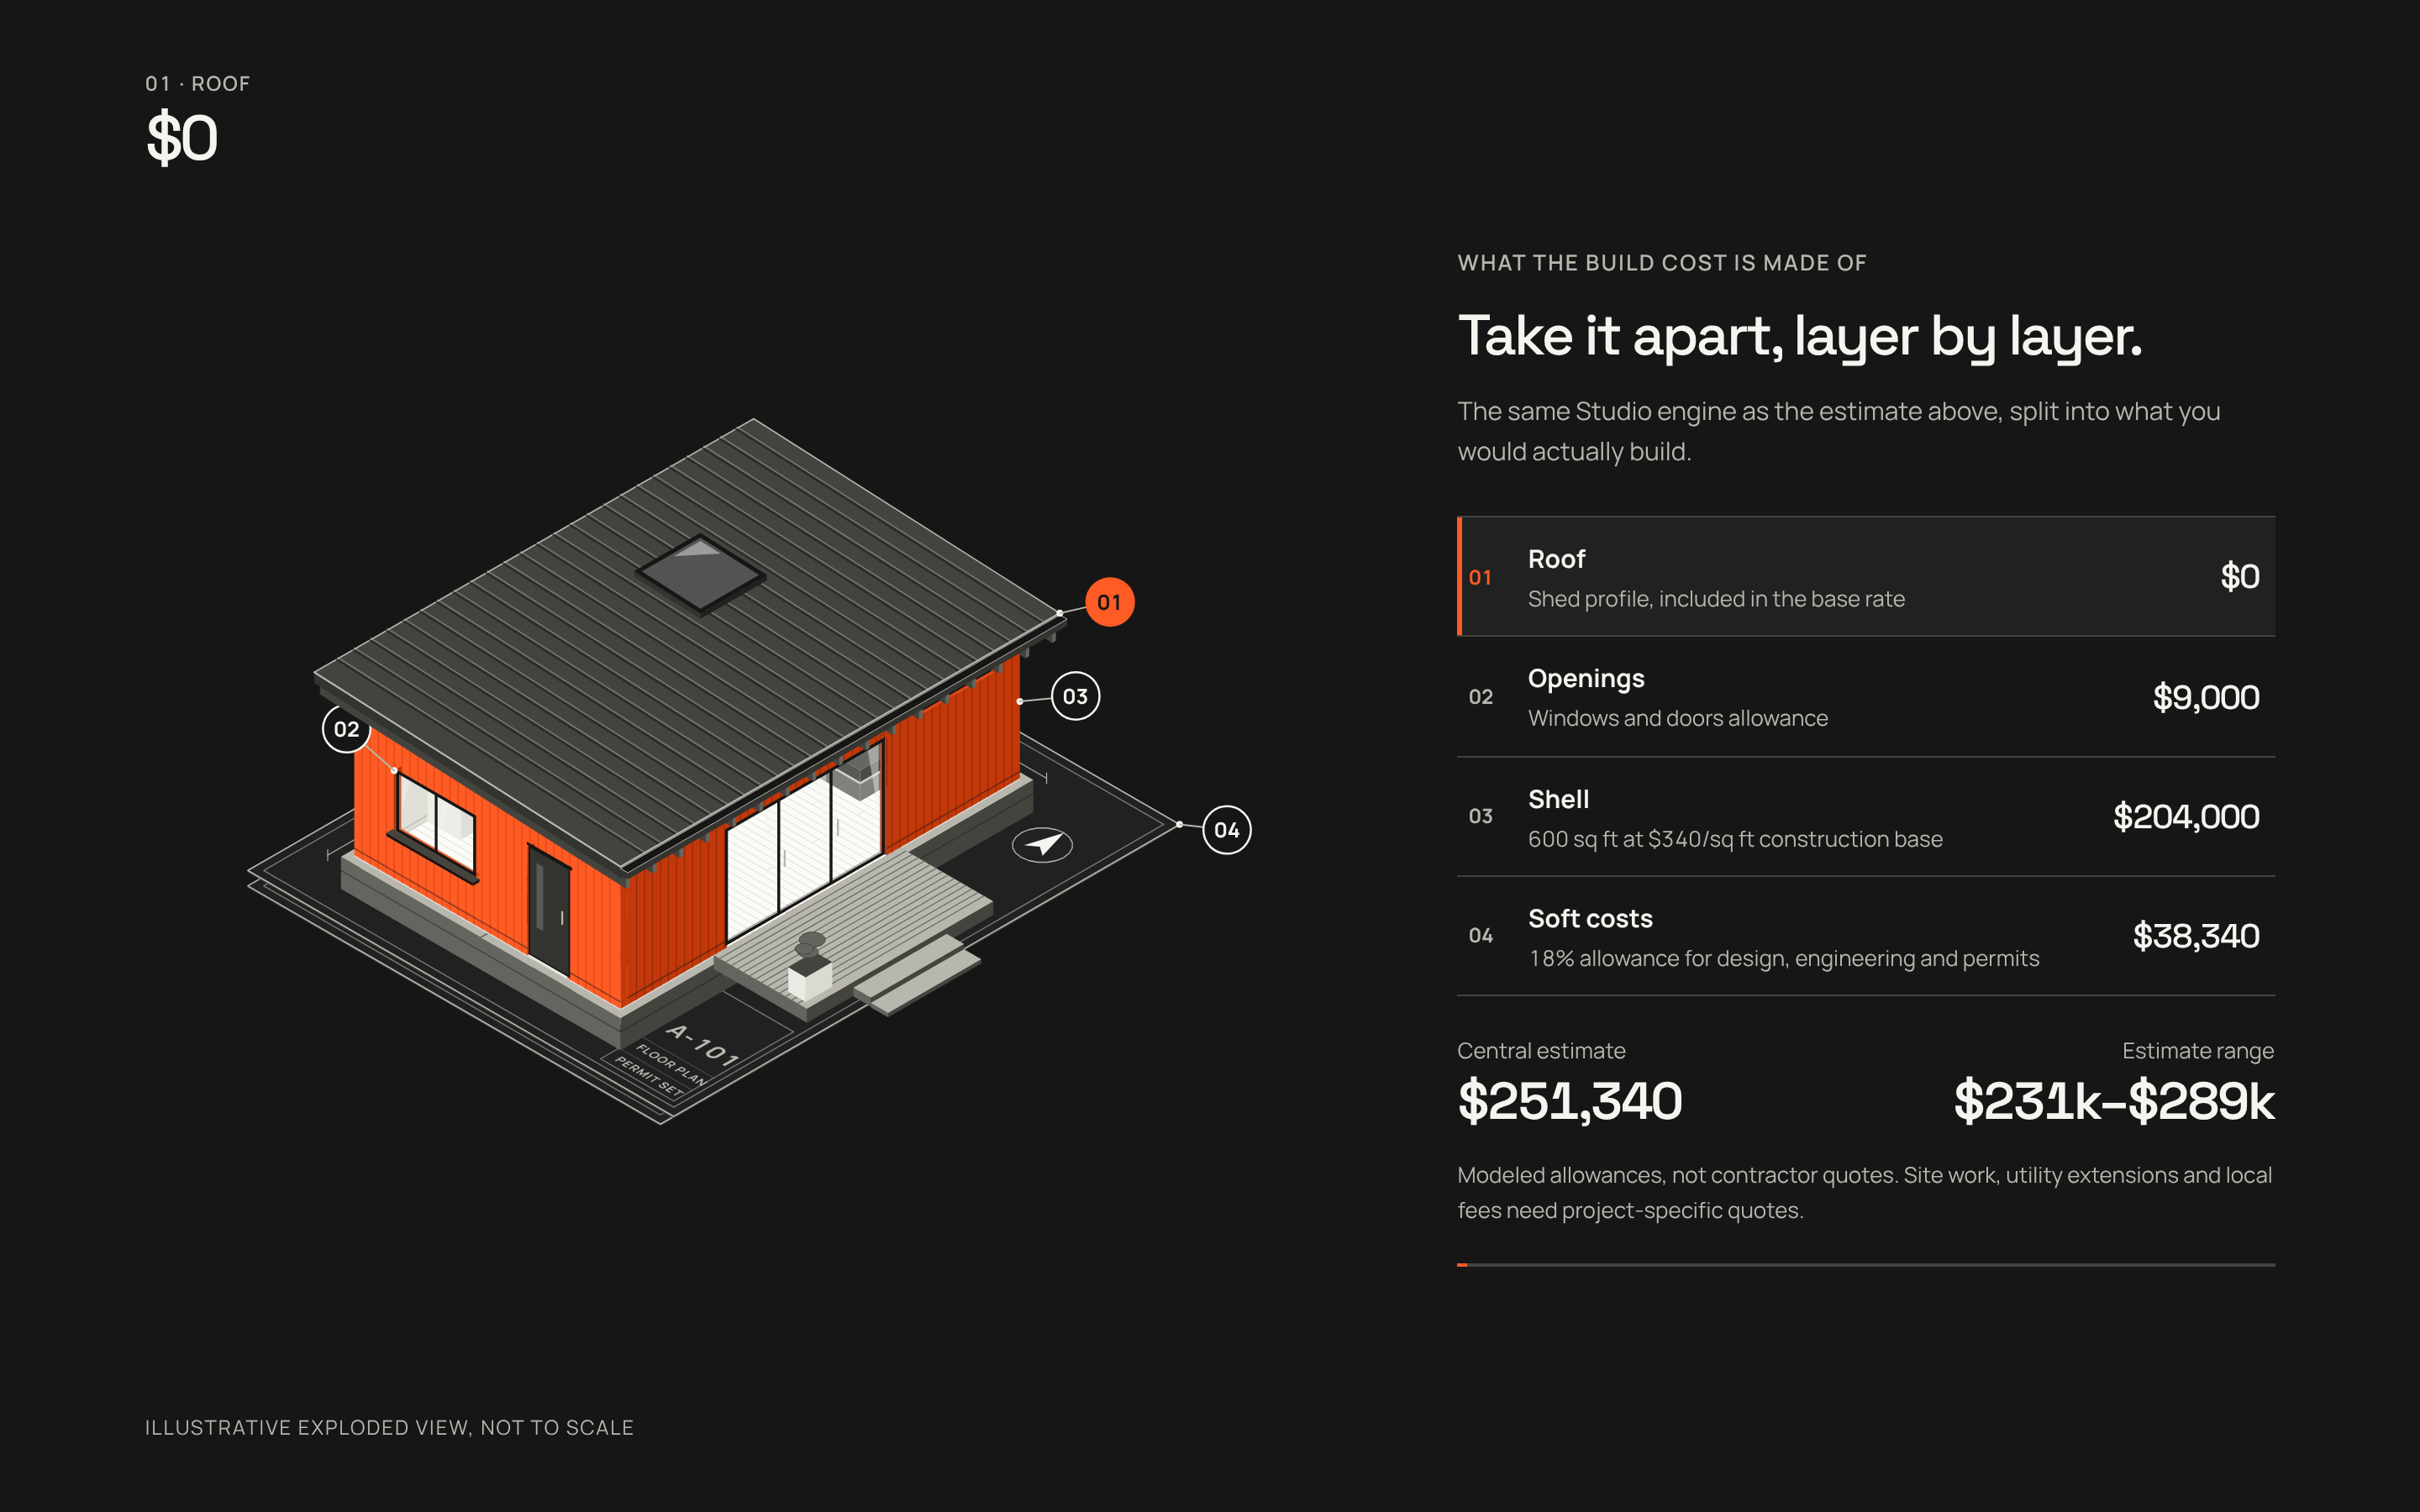 01 · ROOF
$0
WHAT THE BUILD COST IS MADE OF
Take it apart, layer by layer.
The same Studio engine as the estimate above, split into what you
would actually build.
01
Roof
Shed profile, included in the base rate
$0
02
Openings
Windows and doors allowance
$9,000
03
Shell
600 sq ft at $340/sq ft construction base
$204,000
04
Soft costs
18% allowance for design, engineering and permits
$38,340
Central estimate
$251,340
Estimate range
$231k–$289k
Modeled allowances, not contractor quotes. Site work, utility extensions and local
fees need project-specific quotes.
01
03
02
04
A-101
FLOOR PLAN
PERMIT SET
ILLUSTRATIVE EXPLODED VIEW, NOT TO SCALE